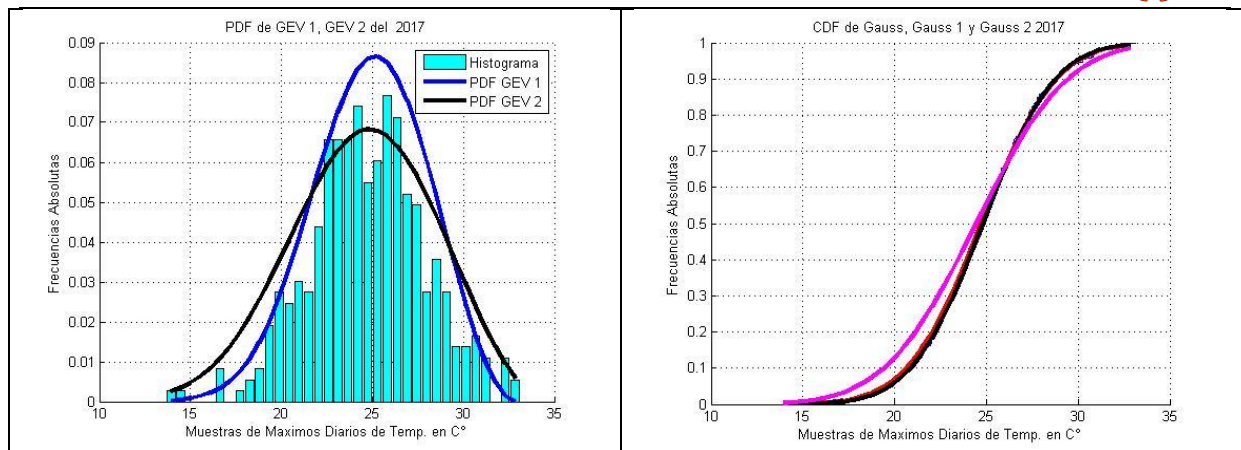 PDF de GEV 1, GEV 2 del 2017
0.09
0.08
0.07
0.06
0.05
0.04
0.03
0.02
0.01
0
Frecuencias Absolutas
Histograma
PDF GEV 1
PDF GEV 2
10 15 20 25 30 35
Muestras de Maximos Diarios de Temp. en C°
CDF de Gauss, Gauss 1 y Gauss 2 2017
1
0.9
0.8
0.7
0.6
0.5
0.4
0.3
0.2
0.1
0
Frecuencias Absolutas
10 15 20 25 30 35
Muestras de Maximos Diarios de Temp. en C°